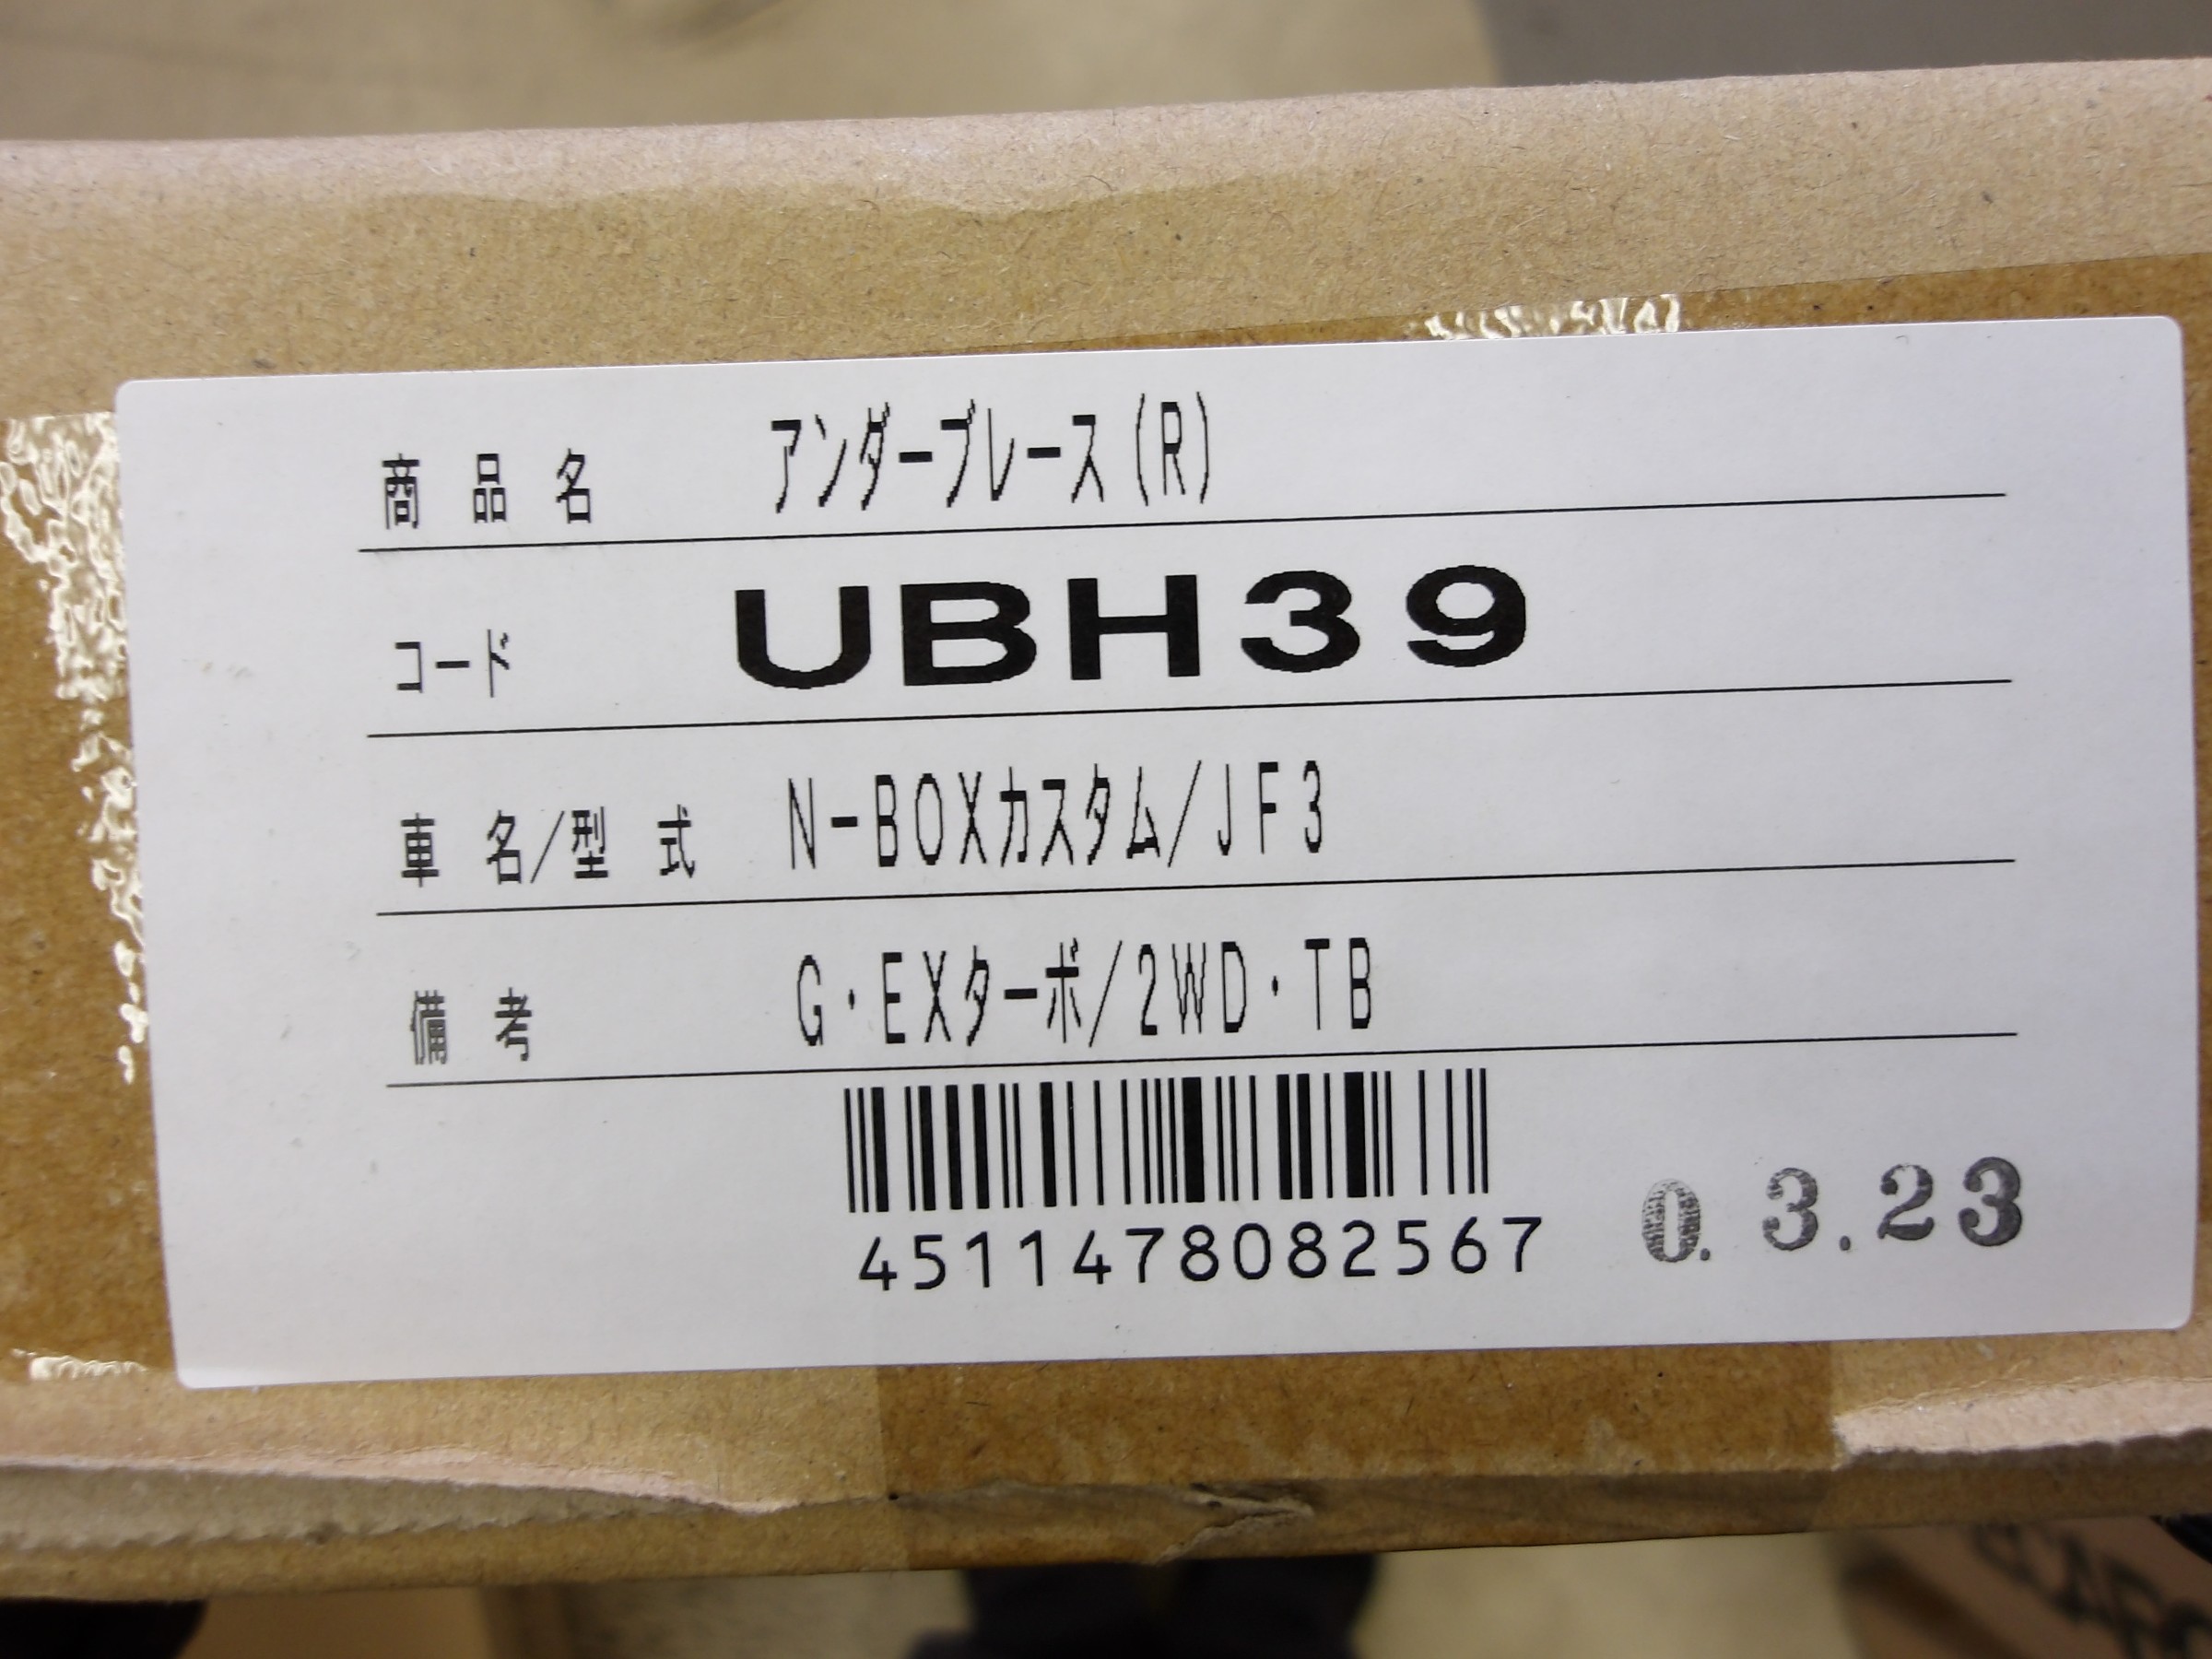 商品名 アンダーブレース(R)
コード UBH39
車名/型式 N-BOXカスタム/JF3
備考 G・EXターボ/2WD・TB
4511478082567
0. 3.23